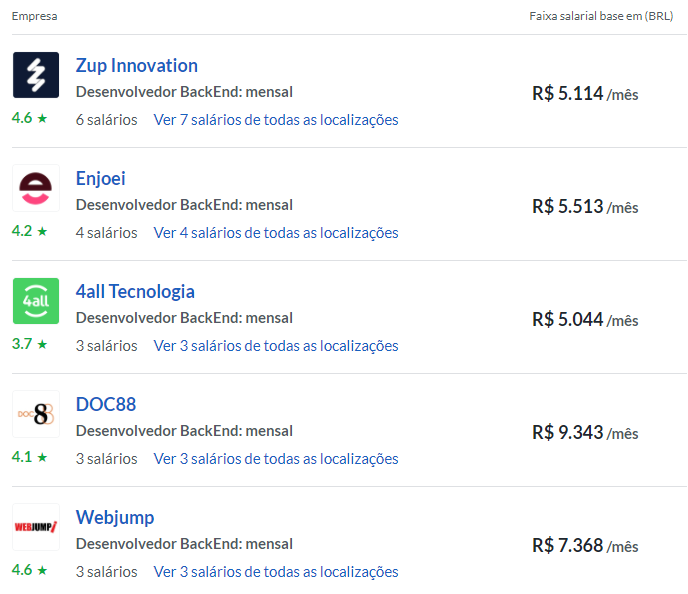 Empresa Faixa salarial base em (BRL)
Zup Innovation
Desenvolvedor BackEnd: mensal
R$ 5.114 /mês
4.6 ★ 6 salários Ver 7 salários de todas as localizações
Enjoei
Desenvolvedor BackEnd: mensal
R$ 5.513 /mês
4.2 ★ 4 salários Ver 4 salários de todas as localizações
4all
4all Tecnologia
Desenvolvedor BackEnd: mensal
R$ 5.044 /mês
3.7 ★ 3 salários Ver 3 salários de todas as localizações
DOC88
DOC88
Desenvolvedor BackEnd: mensal
R$ 9.343 /mês
4.1 ★ 3 salários Ver 3 salários de todas as localizações
WEBJUMP!
Webjump
Desenvolvedor BackEnd: mensal
R$ 7.368 /mês
4.6 ★ 3 salários Ver 3 salários de todas as localizações